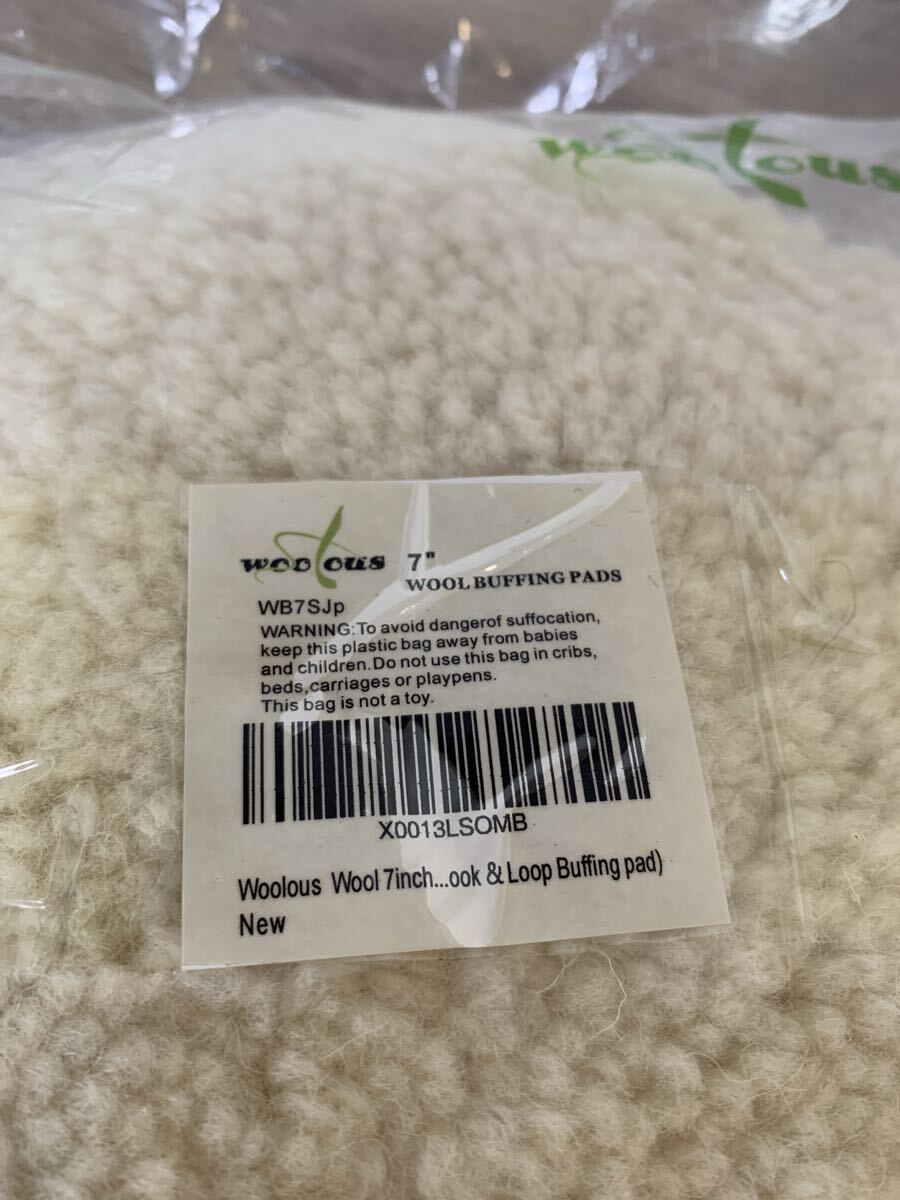 woolous
woolous 7"
WOOL BUFFING PADS
WB7SJp
WARNING:To avoid dangerof suffocation,
keep this plastic bag away from babies
and children.Do not use this bag in cribs,
beds,carriages or playpens.
This bag is not a toy.
X0013LSOMB
Woolous Wool 7inch...ook & Loop Buffing pad)
New